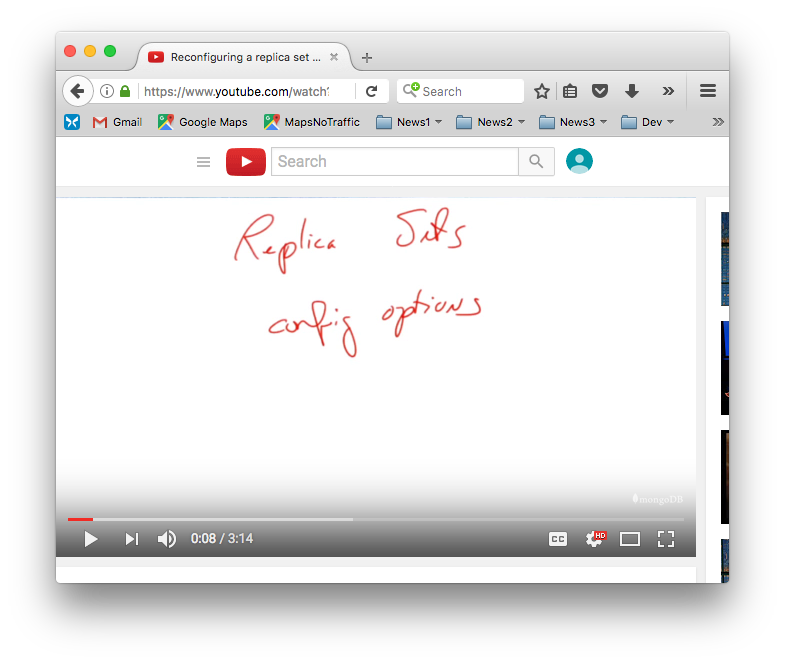 Reconfiguring a replica set ...
https://www.youtube.com/watch?
Search
Gmail
Google Maps
MapsNoTraffic
News1
News2
News3
Dev
Search
Replica Sets
config options
mongoDB
0:08 / 3:14
CC
HD